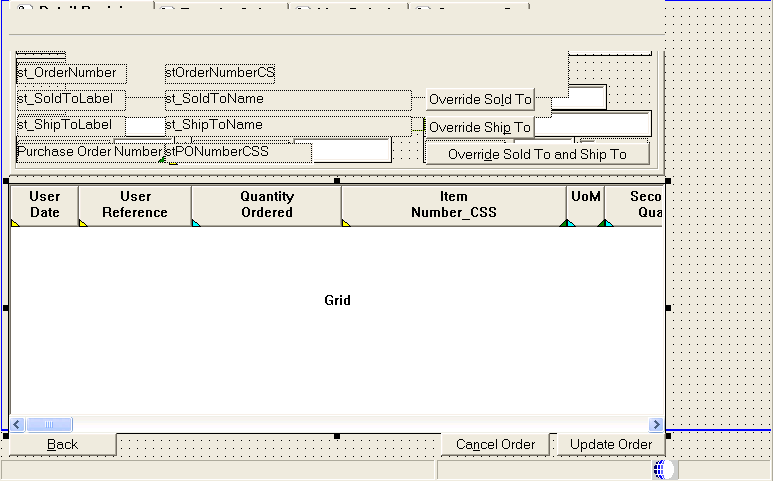 st_OrderNumber stOrderNumberCS
st_SoldToLabel st_SoldToName Override Sold To
st_ShipToLabel st_ShipToName Override Ship To
Purchase Order Number stPONumberCSS Override Sold To and Ship To
User Date User Reference Quantity Ordered Item Number_CSS UoM Seco Qua
Grid
Back Cancel Order Update Order